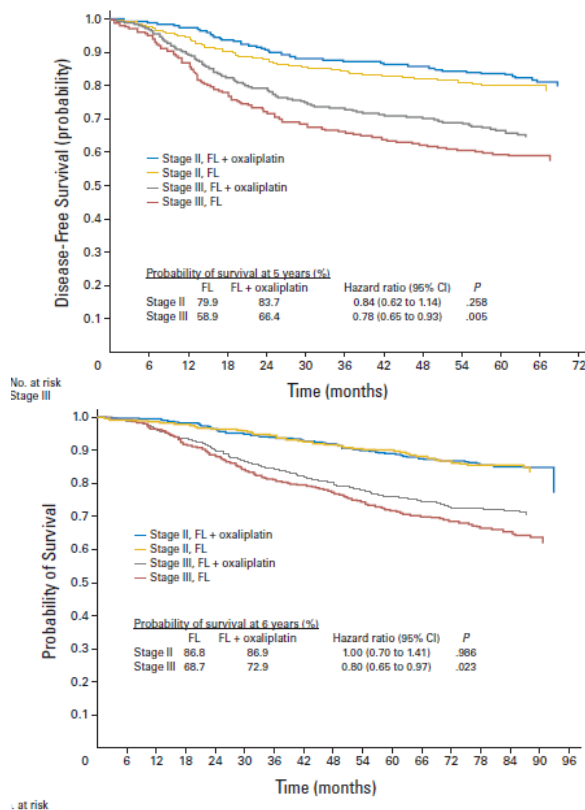 1.0
0.9
0.8
0.7
0.6
0.5
0.4
0.3
0.2
0.1
Disease-Free Survival (probability)
Stage II, FL + oxaliplatin
Stage II, FL
Stage III, FL + oxaliplatin
Stage III, FL
Probability of survival at 5 years (%)
FL FL + oxaliplatin Hazard ratio (95% CI) P
Stage II 79.9 83.7 0.84 (0.62 to 1.14) .258
Stage III 58.9 66.4 0.78 (0.65 to 0.93) .005
0 6 12 18 24 30 36 42 48 54 60 66 72
Time (months)
No. at risk
Stage III
1.0
0.9
0.8
0.7
0.6
0.5
0.4
0.3
0.2
0.1
Probability of Survival
Stage II, FL + oxaliplatin
Stage II, FL
Stage III, FL + oxaliplatin
Stage III, FL
Probability of survival at 6 years (%)
FL FL + oxaliplatin Hazard ratio (95% CI) P
Stage II 86.8 86.9 1.00 (0.70 to 1.41) .986
Stage III 68.7 72.9 0.80 (0.65 to 0.97) .023
0 6 12 18 24 30 36 42 48 54 60 66 72 78 84 90 96
Time (months)
. at risk